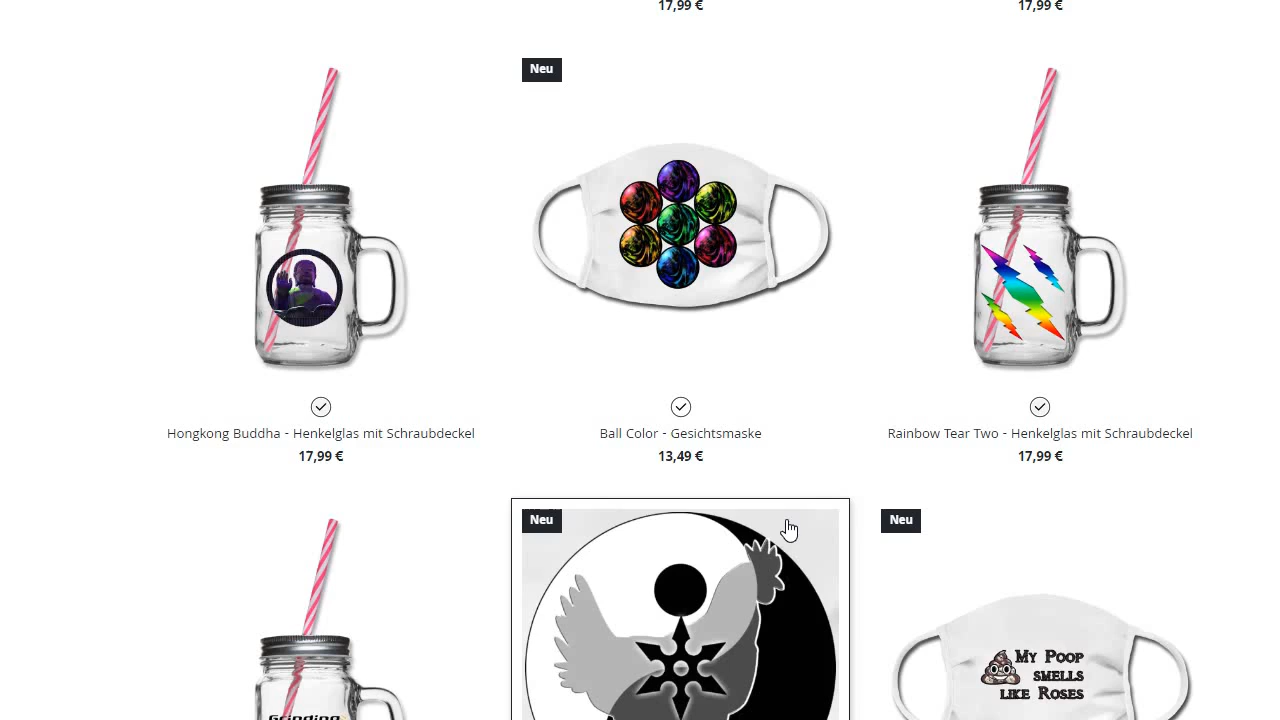 17,99 €
17,99 €
Neu
Hongkong Buddha - Henkelglas mit Schraubdeckel
17,99 €
Ball Color - Gesichtsmaske
13,49 €
Rainbow Tear Two - Henkelglas mit Schraubdeckel
17,99 €
Neu
Neu
My Poop
smells
like Roses
Grinding